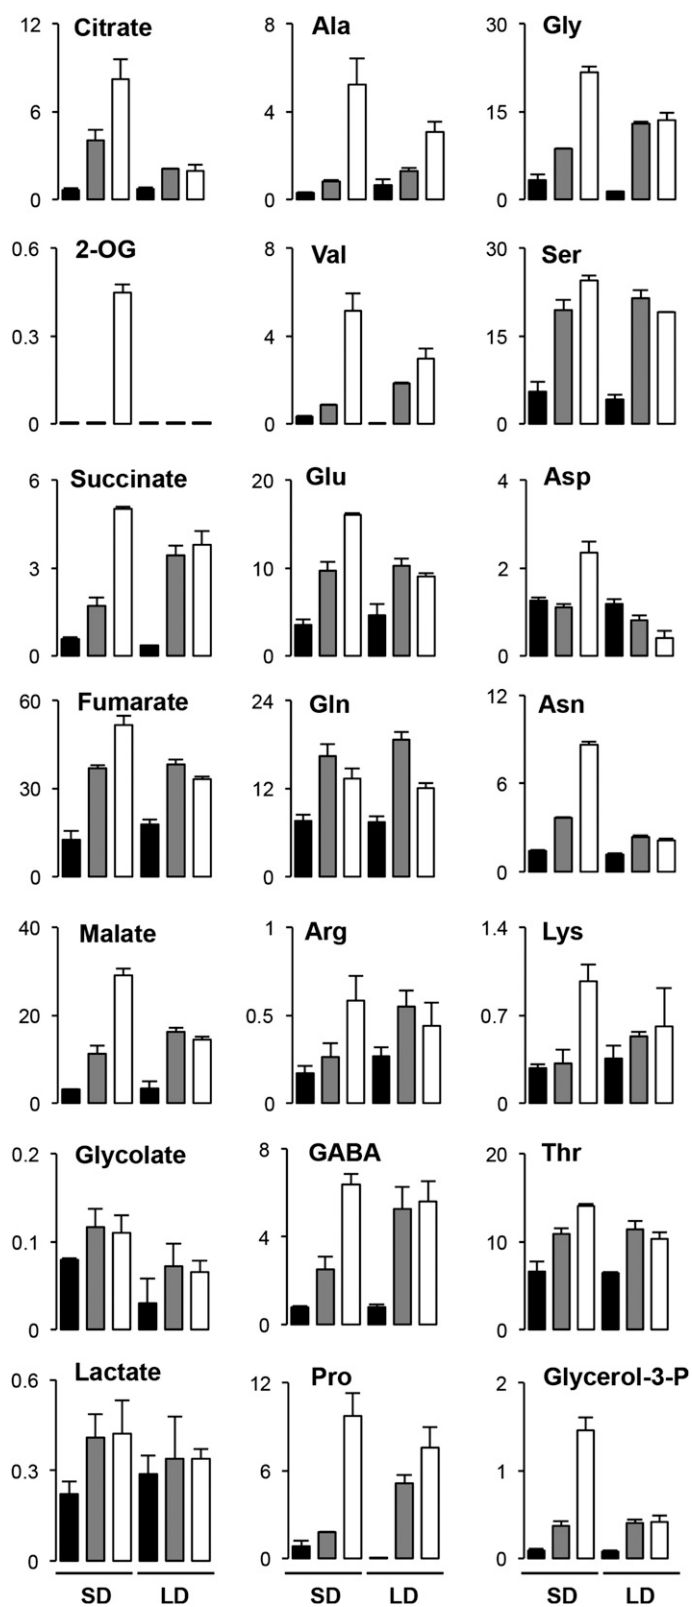 12 Citrate 8 Ala 30 Gly
6 4 15
0 0 0
0.6 2-OG 8 Val 30 Ser
0.3 4 15
0 0 0
6 Succinate 20 Glu 4 Asp
3 10 2
0 0 0
60 Fumarate 24 Gln 12 Asn
30 12 6
0 0 0
40 Malate 1 Arg 1.4 Lys
20 0.5 0.7
0 0 0
0.2 Glycolate 8 GABA 20 Thr
0.1 4 10
0 0 0
0.6 Lactate 12 Pro 2 Glycerol-3-P
0.3 6 1
0 0 0
SD LD SD LD SD LD